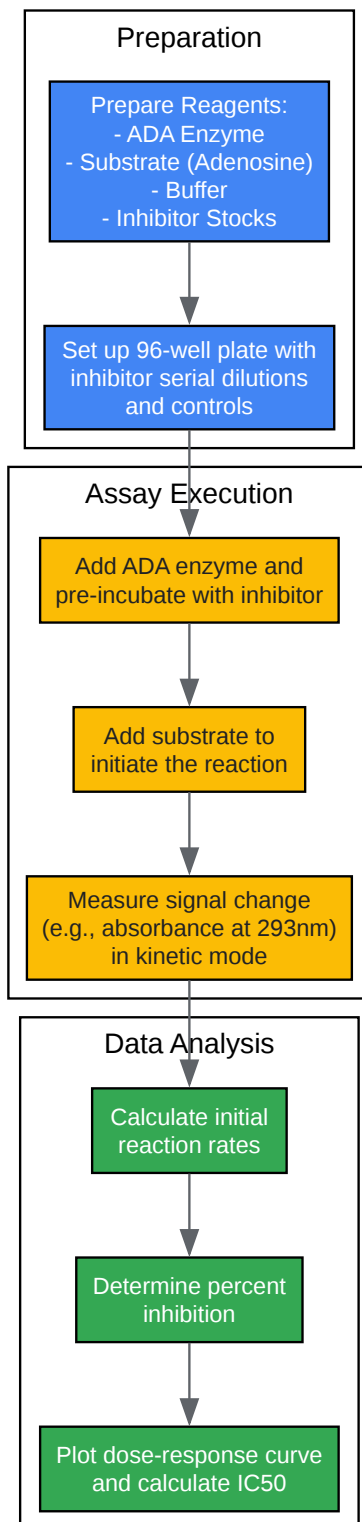 Preparation
Prepare Reagents:
- ADA Enzyme
- Substrate (Adenosine)
- Buffer
- Inhibitor Stocks
Set up 96-well plate with
inhibitor serial dilutions
and controls
Assay Execution
Add ADA enzyme and
pre-incubate with inhibitor
Add substrate to
initiate the reaction
Measure signal change
(e.g., absorbance at 293nm)
in kinetic mode
Data Analysis
Calculate initial
reaction rates
Determine percent
inhibition
Plot dose-response curve
and calculate IC50